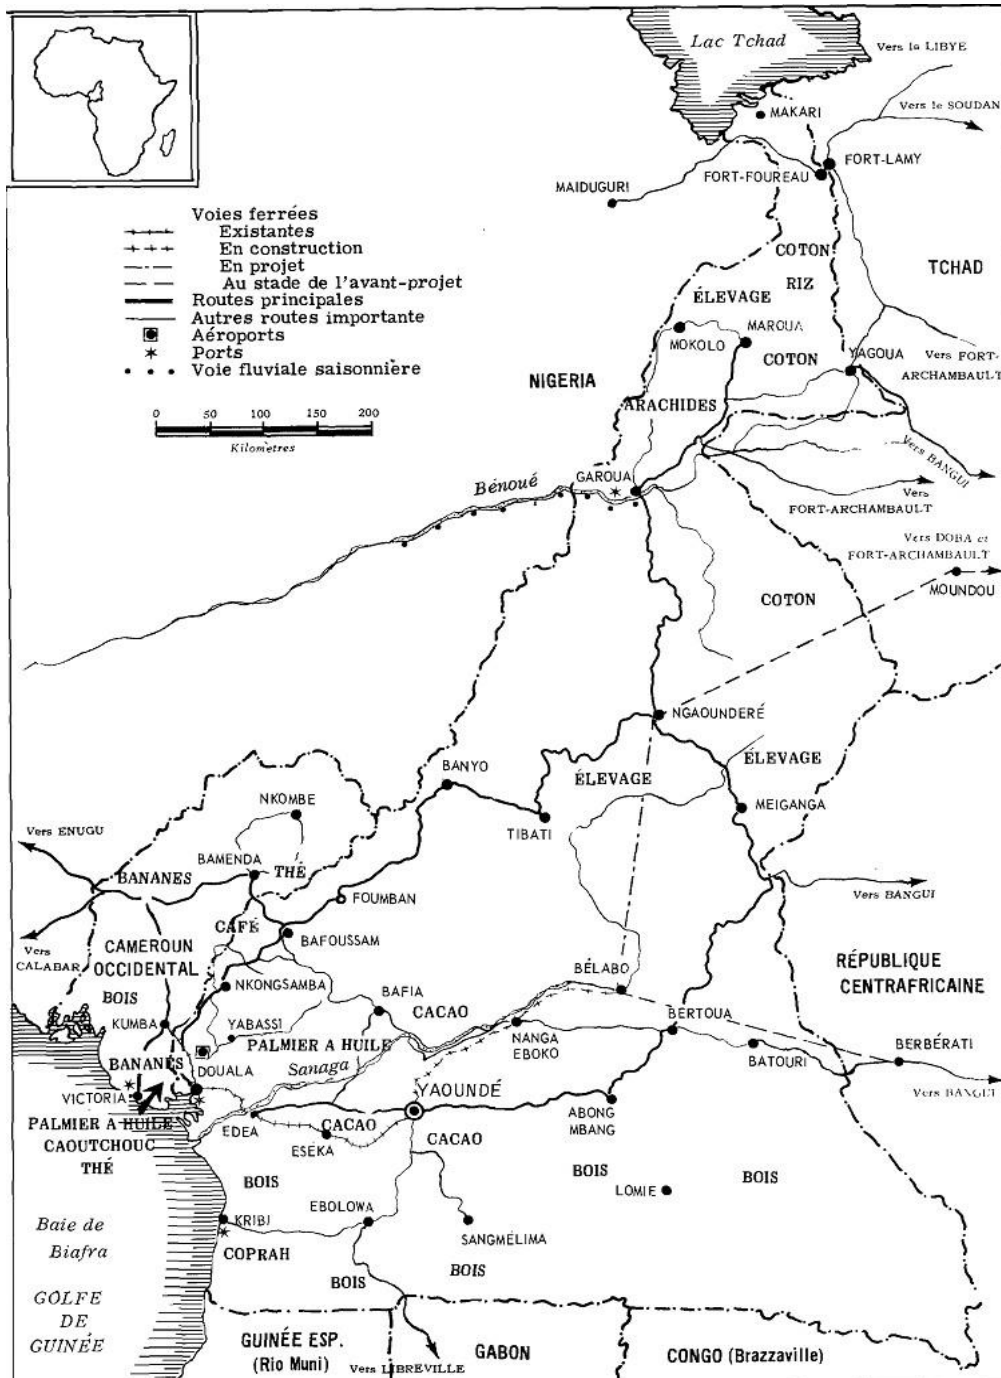 Lac Tchad
Vers la LIBYE
Vers le SOUDAN
MAKARI
FORT-LAMY
FORT-FOUREAU
MAIDUGURI
Voies ferrées
Existantes
En construction
En projet
Au stade de l'avant-projet
Routes principales
Autres routes importante
Aéroports
Ports
Voie fluviale saisonnière
0 50 100 150 200
Kilomètres
COTON
RIZ
TCHAD
ÉLEVAGE
MOKOLO
MAROUA
COTON
YAGOUA
Vers FORT-
ARCHAMBAULT
NIGERIA
ARACHIDES
Vers BANGUI
GAROUA
Bénoué
Vers
FORT-ARCHAMBAULT
Vers DOBA et
FORT-ARCHAMBAULT
MOUNDOU
COTON
NGAOUNDERÉ
ÉLEVAGE
ÉLEVAGE
BANYO
MEIGANGA
NKOMBE
TIBATI
Vers ENUGU
BAMENDA
THÉ
BANANES
FOUMBAN
Vers BANGUI
CAFÉ
BAFOUSSAM
Vers
CALABAR
CAMEROUN
OCCIDENTAL
RÉPUBLIQUE
CENTRAFRICAINE
BÉLABO
NKONGSAMBA
BOIS
BAFIA
CACAO
KUMBA
YABASSI
PALMIER A HUILE
NANGA
EBOKO
BERTOUA
BATOURI
BERBÉRATI
BANANES
DOUALA
Sanaga
YAOUNDÉ
VICTORIA
Vers BANGUI
PALMIER A HUILE
CAOUTCHOUC
THÉ
EDEA
CACAO
ESEKA
CACAO
ABONG
MBANG
BOIS
BOIS
BOIS
LOMIE
KRIBI
EBOLOWA
SANGMÉLIMA
Baie de
Biafra
COPRAH
BOIS
BOIS
GOLFE
DE
GUINÉE
GUINÉE ESP.
(Rio Muni)
Vers LIBREVILLE
GABON
CONGO (Brazzaville)